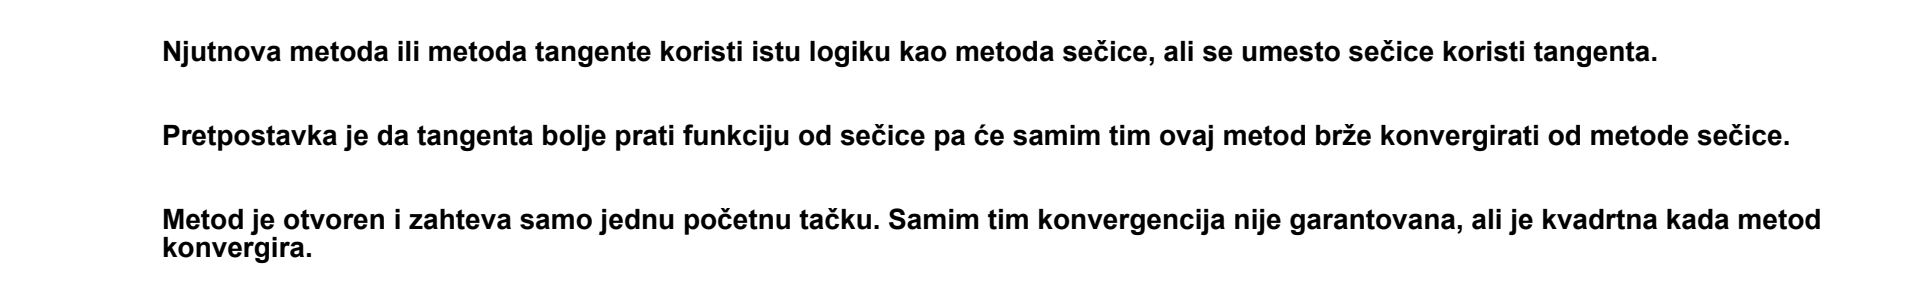 Njutnova metoda ili metoda tangente koristi istu logiku kao metoda sečice, ali se umesto sečice koristi tangenta.
Pretpostavka je da tangenta bolje prati funkciju od sečice pa će samim tim ovaj metod brže konvergirati od metode sečice.
Metod je otvoren i zahteva samo jednu početnu tačku. Samim tim konvergencija nije garantovana, ali je kvadrtna kada metod
konvergira.